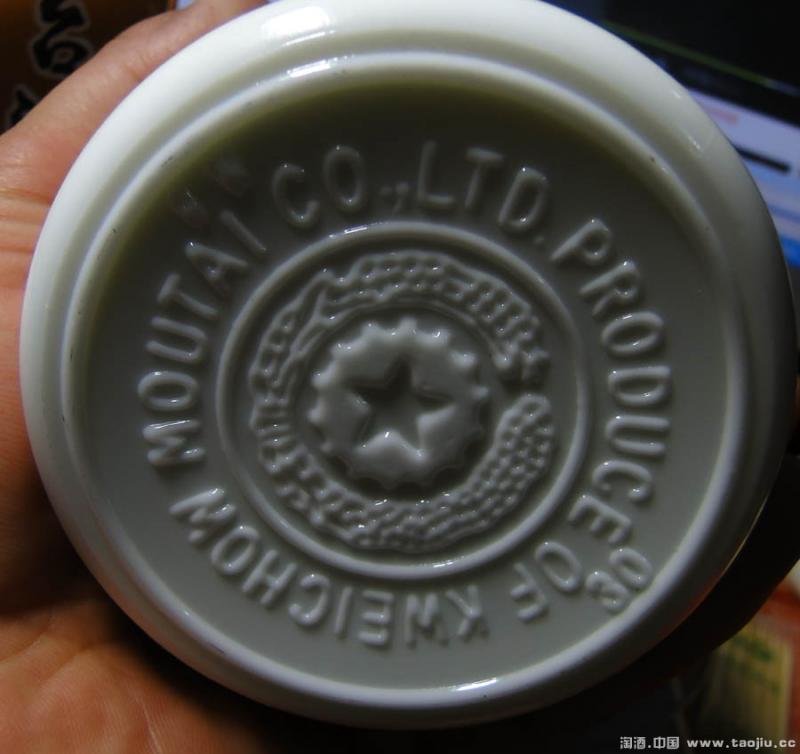 PRODUCE OF KWEICHOW MOUTAI CO.,LTD.
淘酒.中国 www.taojiu.cc